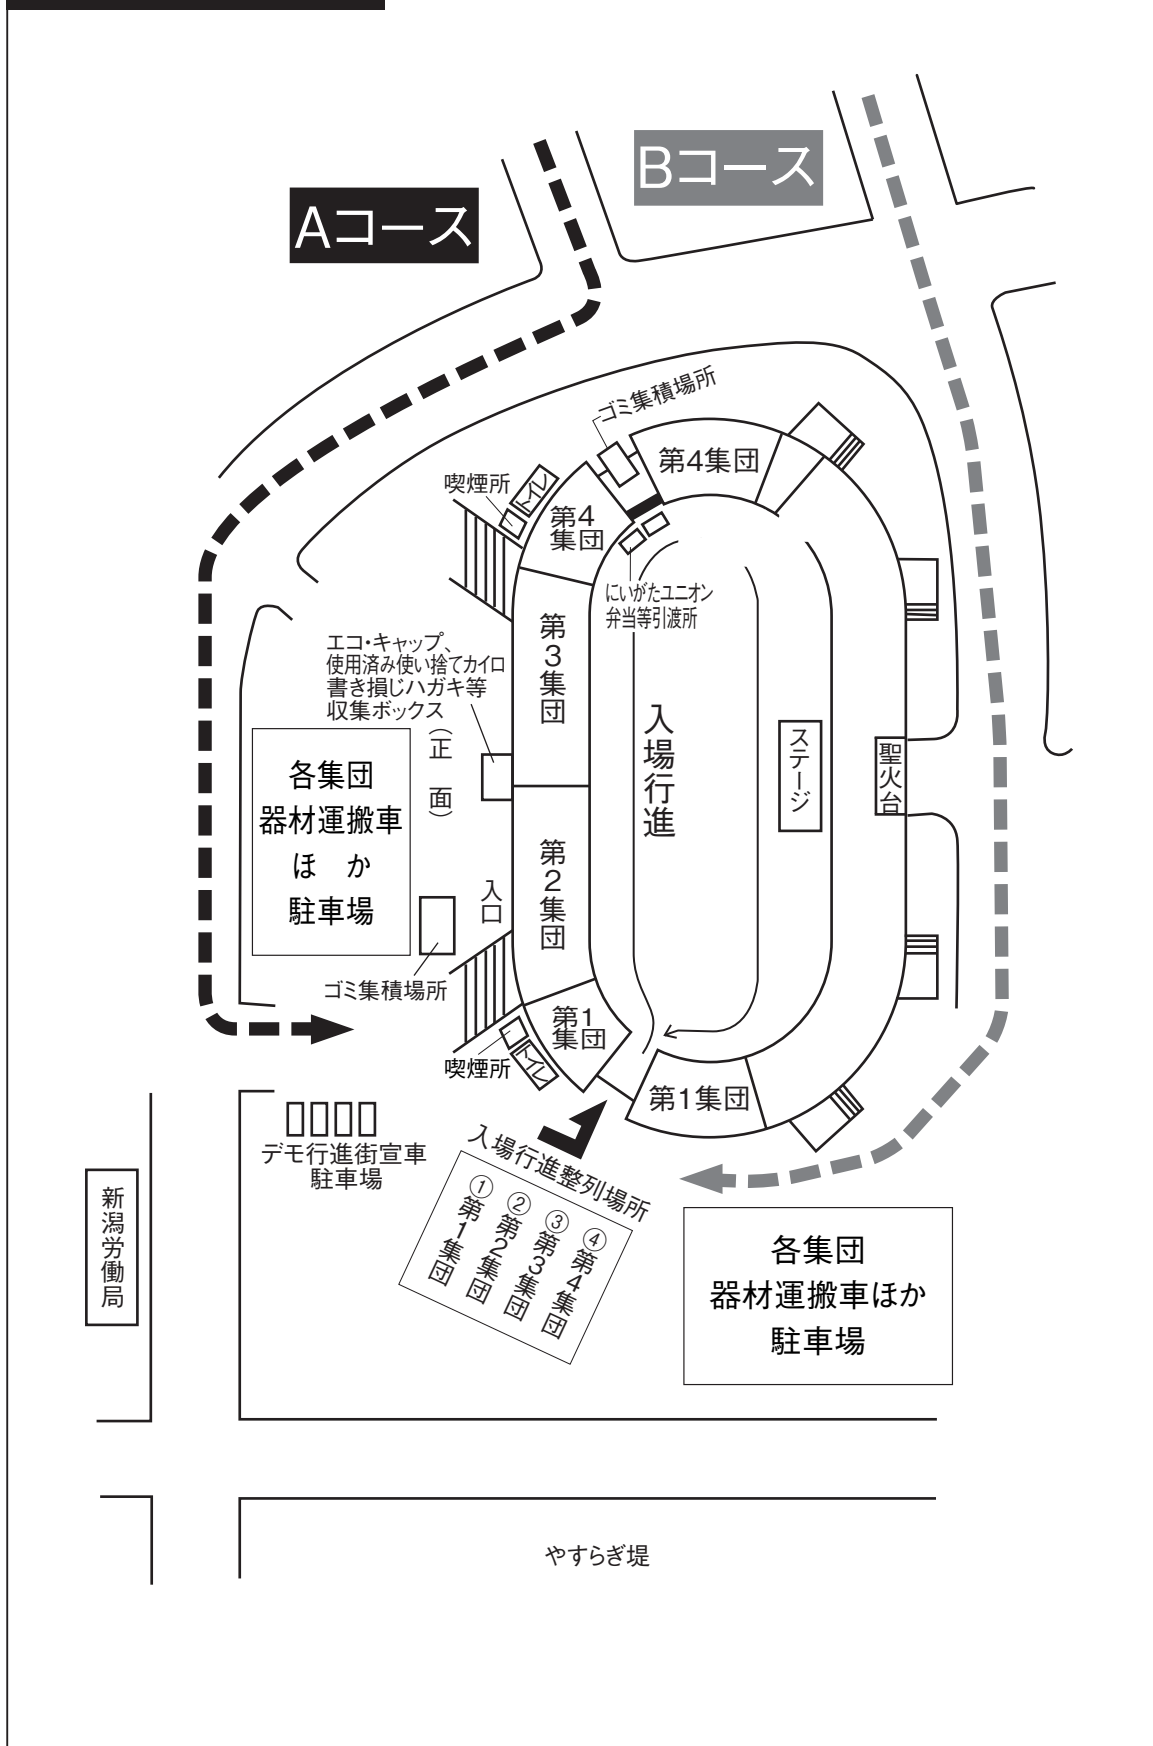 Bコース
Aコース
ゴミ集積場所
第4集団
喫煙所
トイレ
第4
集団
にいがたユニオン
弁当等引渡所
第3集団
エコ・キャップ、
使用済み使い捨てカイロ
書き損じハガキ等
収集ボックス
(正 面)
入場行進
ステージ
聖火台
各集団
器材運搬車
ほ か
駐車場
第2集団
入口
ゴミ集積場所
第1
集団
喫煙所
トイレ
第1集団
デモ行進街宣車
駐車場
入場行進整列場所
①第1集団
②第2集団
③第3集団
④第4集団
新潟労働局
各集団
器材運搬車ほか
駐車場
やすらぎ堤